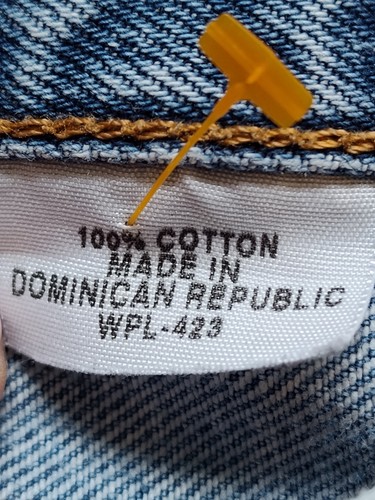 100% COTTON
MADE IN
DOMINICAN REPUBLIC
WPL-423